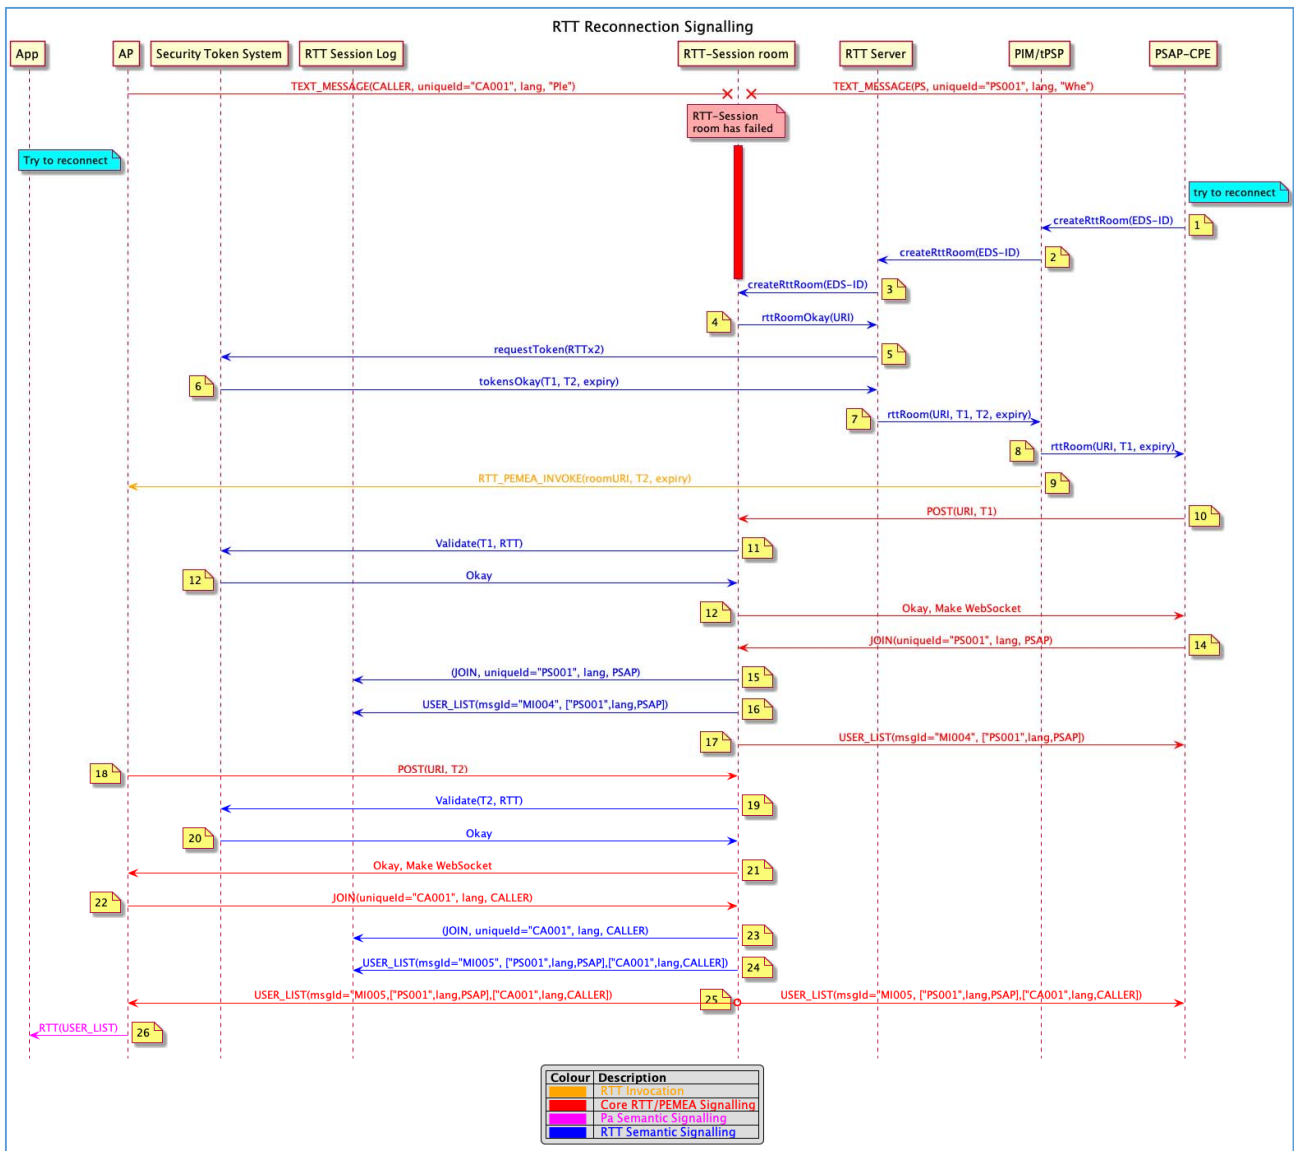 RTT Reconnection Signalling
App
AP
Security Token System
RTT Session Log
RTT-Session room
RTT Server
PIM/tPSP
PSAP-CPE
TEXT_MESSAGE(CALLER, uniqueId="CA001", lang, "Ple")
TEXT_MESSAGE(PS, uniqueId="PS001", lang, "Whe")
RTT-Session
room has failed
Try to reconnect
try to reconnect
createRttRoom(EDS-ID)
1
createRttRoom(EDS-ID)
2
createRttRoom(EDS-ID)
3
4
rttRoomOkay(URI)
requestToken(RTTx2)
5
6
tokensOkay(T1, T2, expiry)
7
rttRoom(URI, T1, T2, expiry)
8
rttRoom(URI, T1, expiry)
RTT_PEMEA_INVOKE(roomURI, T2, expiry)
9
POST(URI, T1)
10
Validate(T1, RTT)
11
12
Okay
12
Okay, Make WebSocket
JOIN(uniqueId="PS001", lang, PSAP)
14
(JOIN, uniqueId="PS001", lang, PSAP)
15
USER_LIST(msgId="MI004", ["PS001",lang,PSAP])
16
17
USER_LIST(msgId="MI004", ["PS001",lang,PSAP])
18
POST(URI, T2)
Validate(T2, RTT)
19
20
Okay
Okay, Make WebSocket
21
22
JOIN(uniqueId="CA001", lang, CALLER)
(JOIN, uniqueId="CA001", lang, CALLER)
23
USER_LIST(msgId="MI005", ["PS001",lang,PSAP],["CA001",lang,CALLER])
24
USER_LIST(msgId="MI005,["PS001",lang,PSAP],["CA001",lang,CALLER])
25
USER_LIST(msgId="MI005, ["PS001",lang,PSAP],["CA001",lang,CALLER])
RTT(USER_LIST)
26
Colour Description
RTT Invocation
Core RTT/PEMEA Signalling
Pa Semantic Signalling
RTT Semantic Signalling